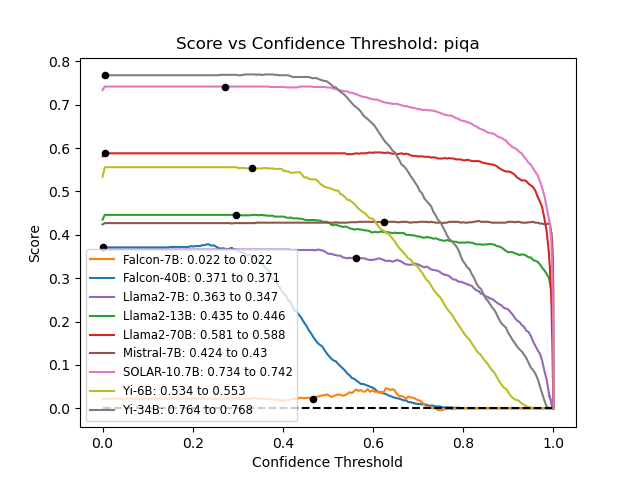 Score vs Confidence Threshold: piqa
0.8
0.7
0.6
0.5
0.4
0.3
0.2
0.1
0.0
Score
Falcon-7B: 0.022 to 0.022
Falcon-40B: 0.371 to 0.371
Llama2-7B: 0.363 to 0.347
Llama2-13B: 0.435 to 0.446
Llama2-70B: 0.581 to 0.588
Mistral-7B: 0.424 to 0.43
SOLAR-10.7B: 0.734 to 0.742
Yi-6B: 0.534 to 0.553
Yi-34B: 0.764 to 0.768
0.0 0.2 0.4 0.6 0.8 1.0
Confidence Threshold